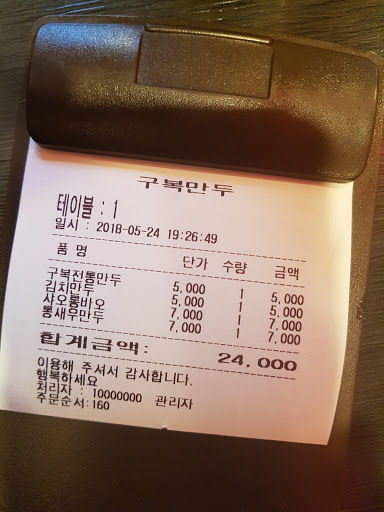 구복만두
테이블 : 1
일시 : 2018-05-24 19:26:49
품 명 단가 수량 금액
구복전통만두 5,000 1 5,000
김치만두 5,000 1 5,000
샤오롱바오 7,000 1 7,000
통새우만두 7,000 1 7,000
합계금액: 24,000
이용해 주셔서 감사합니다.
행복하세요
처리자 : 10000000 관리자
주문순서:160